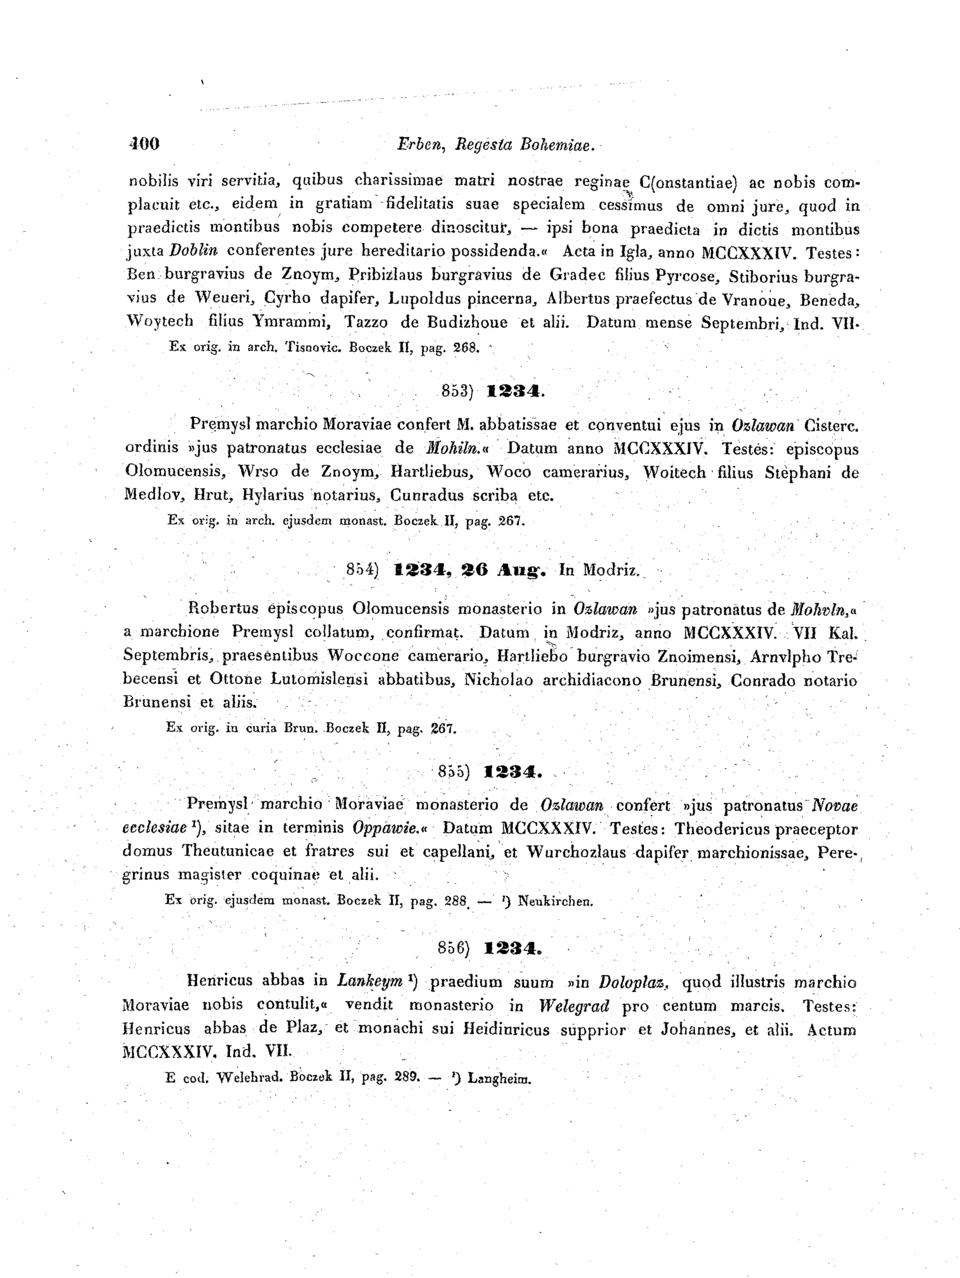 400 Erben, Regesta Bohemiae.
nobilis viri servitia, quibus charissimae matri nostrae reginae C(onstantiae) ac nobis com-
placuit etc., eidem in gratiam fidelitatis suae specialem cessimus de omni jure, quod in
praedictis montibus nobis competere dinoscitur, — ipsi bona praedicta in dictis montibus
juxta Doblin conferentes jure hereditario possidenda.« Acta in Igla, anno MCCXXXIV. Testes:
Ben burgravius de Znoym, Pribizlaus burgravius de Gradec filius Pyrcose, Stiborius burgra-
vius de Weueri, Cyrho dapifer, Lupoldus pincerna, Albertus praefectus de Vranoue, Beneda,
Woytech filius Ymrammi, Tazzo de Budizhoue et alii. Datum mense Septembri, Ind. VII.
Ex orig. in arch. Tisnovic. Boczek II, pag. 268.
853) 1234.
Premysl marchio Moraviae confert M. abbatissae et conventui ejus in Ozlawan Cisterc.
ordinis »jus patronatus ecclesiae de Mohiln.« Datum anno MCCXXXIV. Testes: episcopus
Olomucensis, Wrso de Znoym, Hartliebus, Woco camerarius, Woitech filius Stephani de
Medlov, Hrut, Hylarius notarius, Cunradus scriba etc.
Ex orig. in arch. ejusdem monast. Boczek II, pag. 267.
854) 1234, 26 Aug. In Modriz.
Robertus episcopus Olomucensis monasterio in Ozlawan »jus patronatus de Mohvln,«
a marchione Premysl collatum, confirmat. Datum in Modriz, anno MCCXXXIV. VII Kal.
Septembris, praesentibus Woccone camerario, Hartliebo burgravio Znoimensi, Arnvlpho Tre-
becensi et Ottone Lutomislensi abbatibus, Nicholao archidiacono Brunensi, Conrado notario
Brunensi et aliis.
Ex orig. in curia Brun. Boczek II, pag. 267.
855) 1234.
Premysl marchio Moraviae monasterio de Ozlawan confert »jus patronatus Novae
ecclesiae ¹), sitae in terminis Oppawie.« Datum MCCXXXIV. Testes: Theodericus praeceptor
domus Theutunicae et fratres sui et capellani, et Wurchozlaus dapifer marchionissae, Pere-
grinus magister coquinae et alii.
Ex orig. ejusdem monast. Boczek II, pag. 288. — ¹) Neukirchen.
856) 1234.
Henricus abbas in Lankeym ¹) praedium suum »in Doloplaz, quod illustris marchio
Moraviae nobis contulit,« vendit monasterio in Welegrad pro centum marcis. Testes:
Henricus abbas de Plaz, et monachi sui Heidinricus supprior et Johannes, et alii. Actum
MCCXXXIV. Ind. VII.
E cod. Welehrad. Boczek II, pag. 289. — ¹) Langheim.